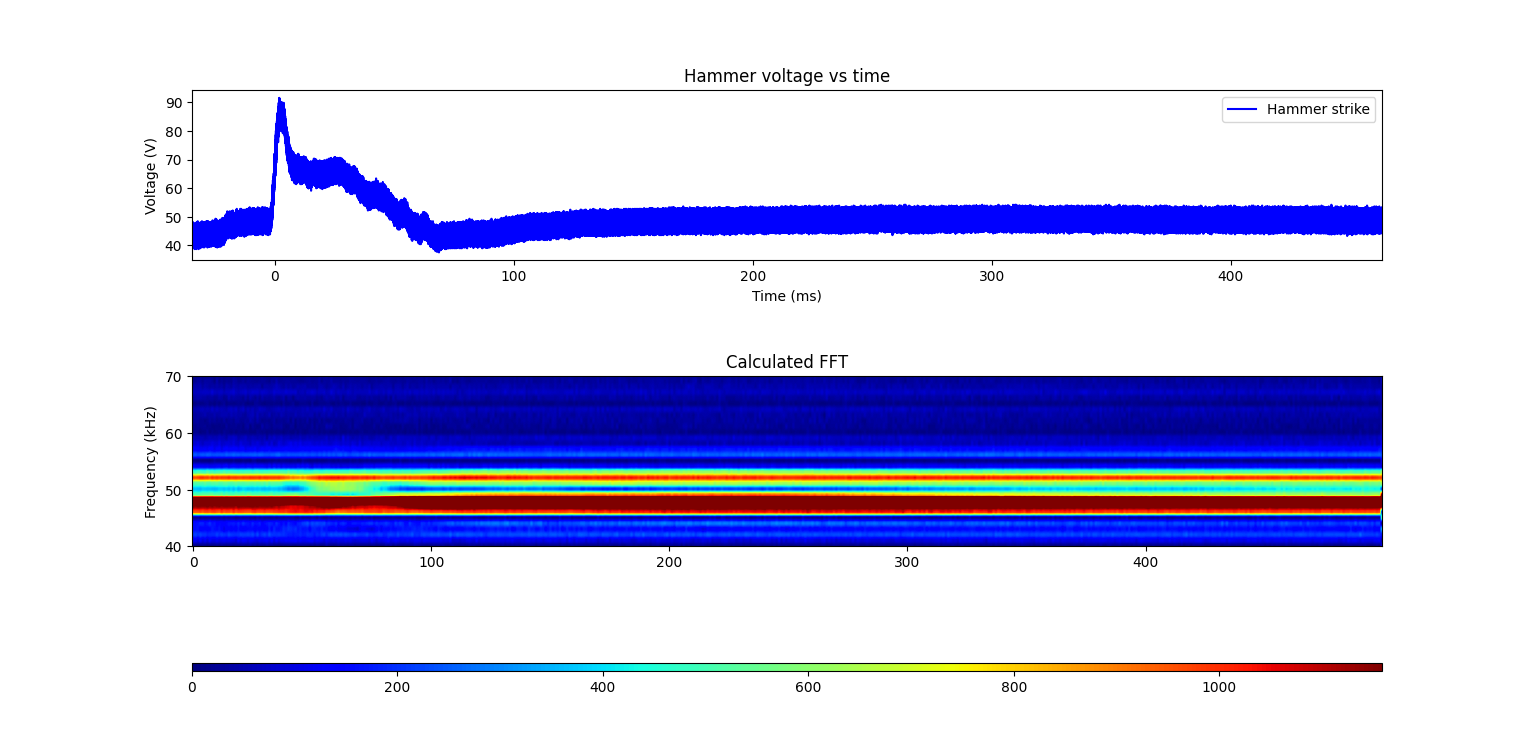 Hammer voltage vs time
90
80
70
60
50
40
Voltage (V)
Hammer strike
0 100 200 300 400
Time (ms)
Calculated FFT
70
60
50
40
Frequency (kHz)
0 100 200 300 400
0 200 400 600 800 1000